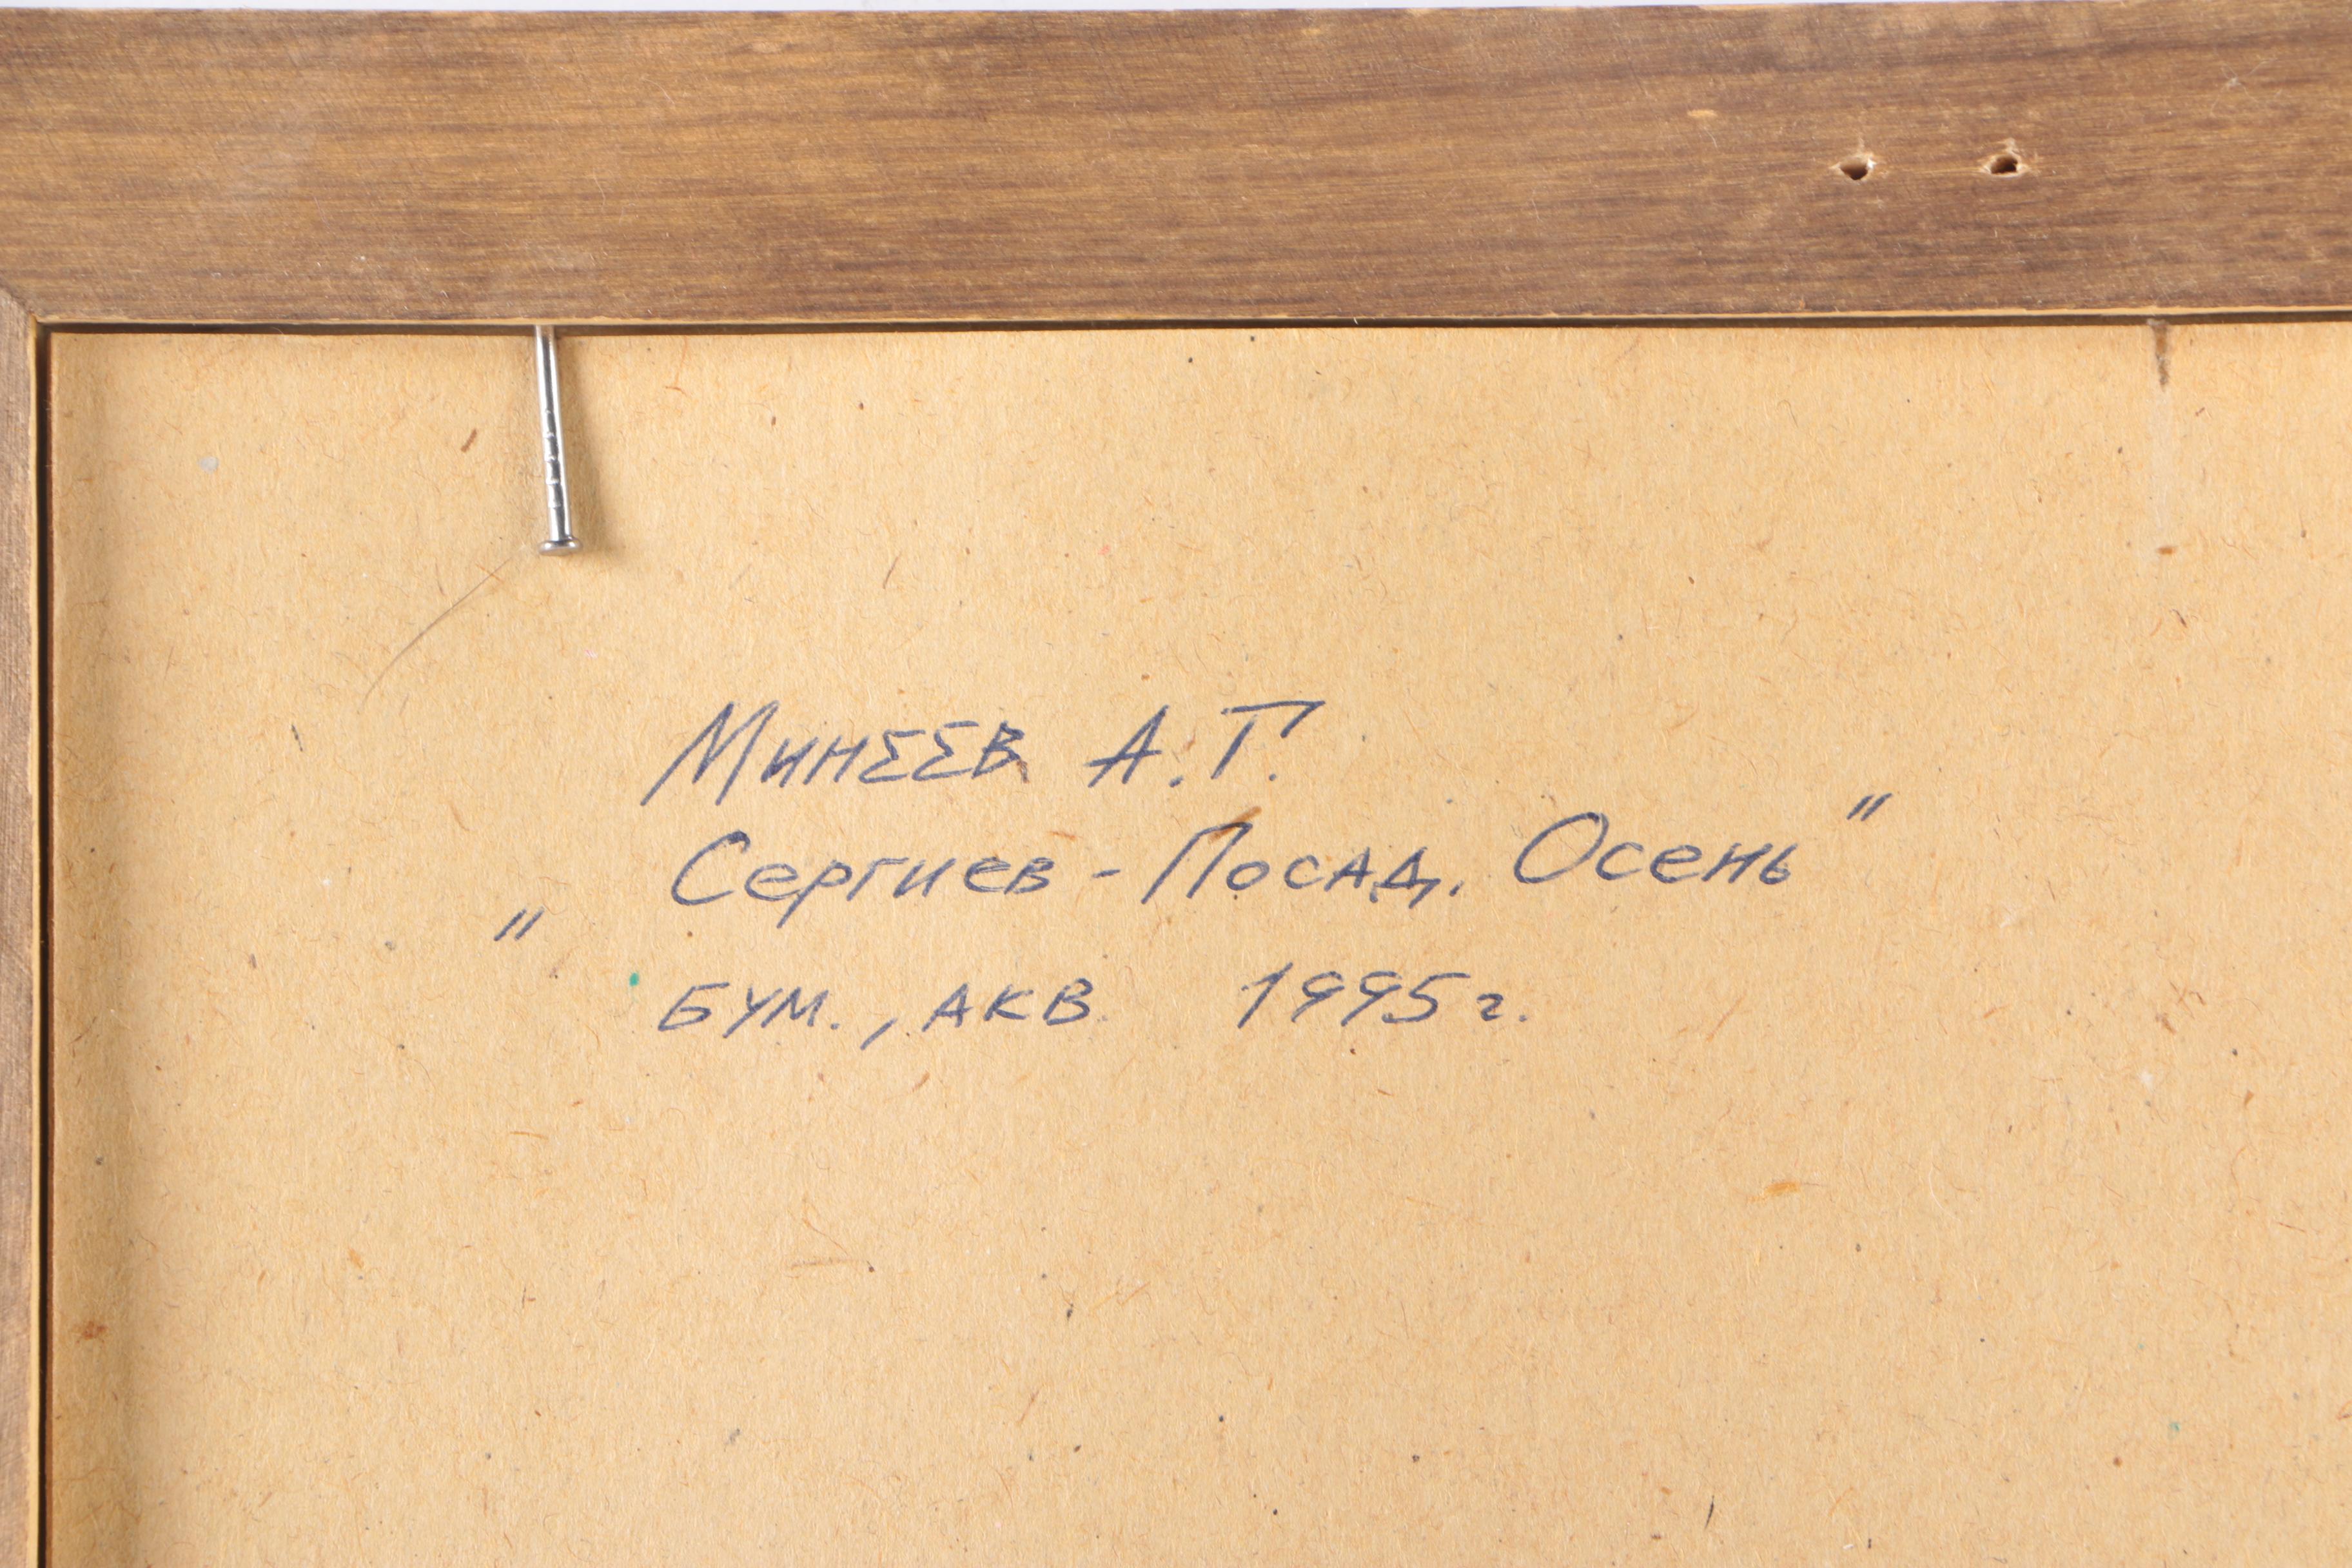 Минеев А.Г.
„Сергиев-Посад. Осень"
бум., акв. 1995г.